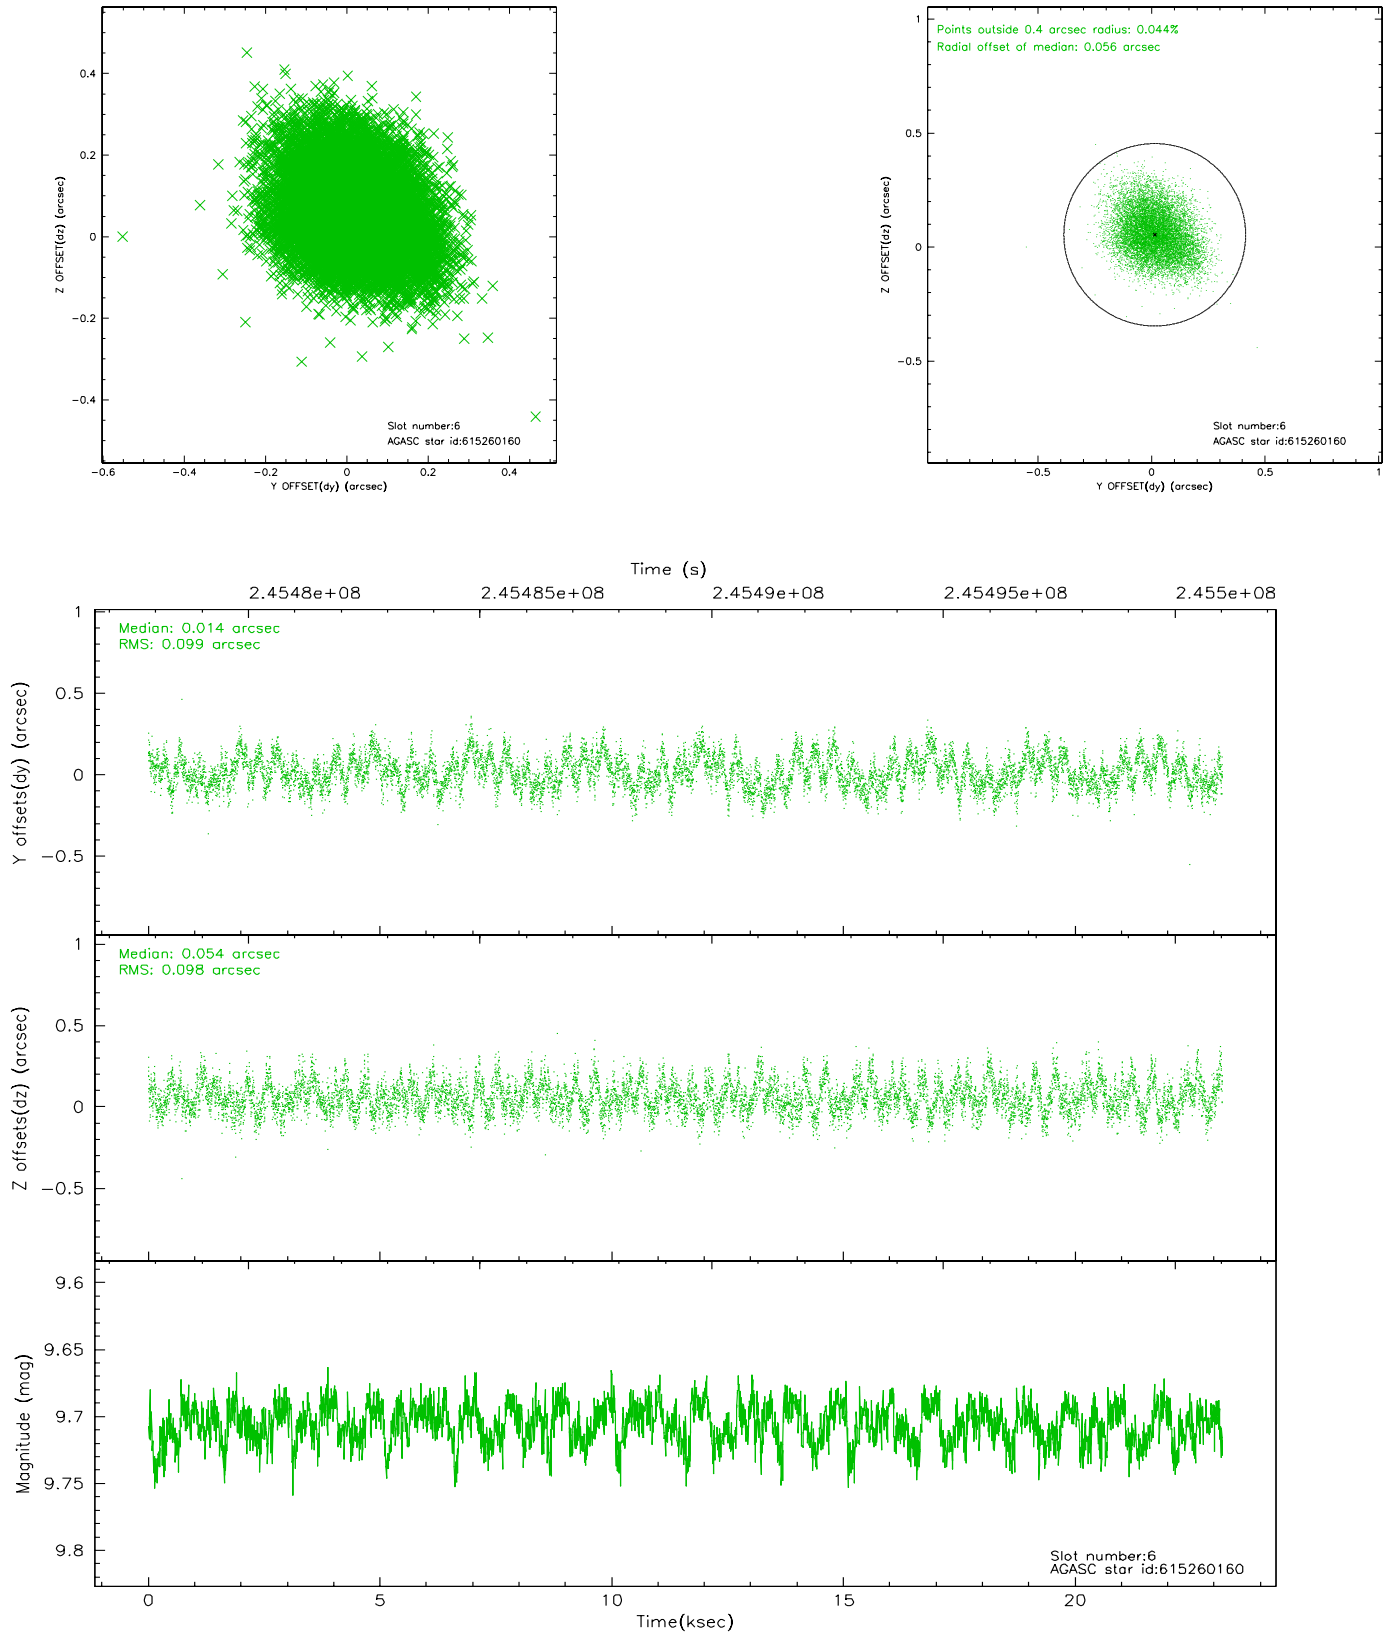 0.4
0.2
0
−0.2
−0.4
Z OFFSET(dz) (arcsec)
Slot number:6
AGASC star id:615260160
−0.6 −0.4 −0.2 0 0.2 0.4
Y OFFSET(dy) (arcsec)
Points outside 0.4 arcsec radius: 0.044%
Radial offset of median: 0.056 arcsec
1
0.5
0
−0.5
Z OFFSET(dz) (arcsec)
Slot number:6
AGASC star id:615260160
−0.5 0 0.5 1
Y OFFSET(dy) (arcsec)
Time (s)
2.4548e+08 2.45485e+08 2.4549e+08 2.45495e+08 2.455e+08
Median: 0.014 arcsec
RMS: 0.099 arcsec
1
0.5
0
−0.5
Y offsets(dy) (arcsec)
Median: 0.054 arcsec
RMS: 0.098 arcsec
1
0.5
0
−0.5
Z offsets(dz) (arcsec)
9.6
9.65
9.7
9.75
9.8
Magnitude (mag)
Slot number:6
AGASC star id:615260160
0 5 10 15 20
Time(ksec)